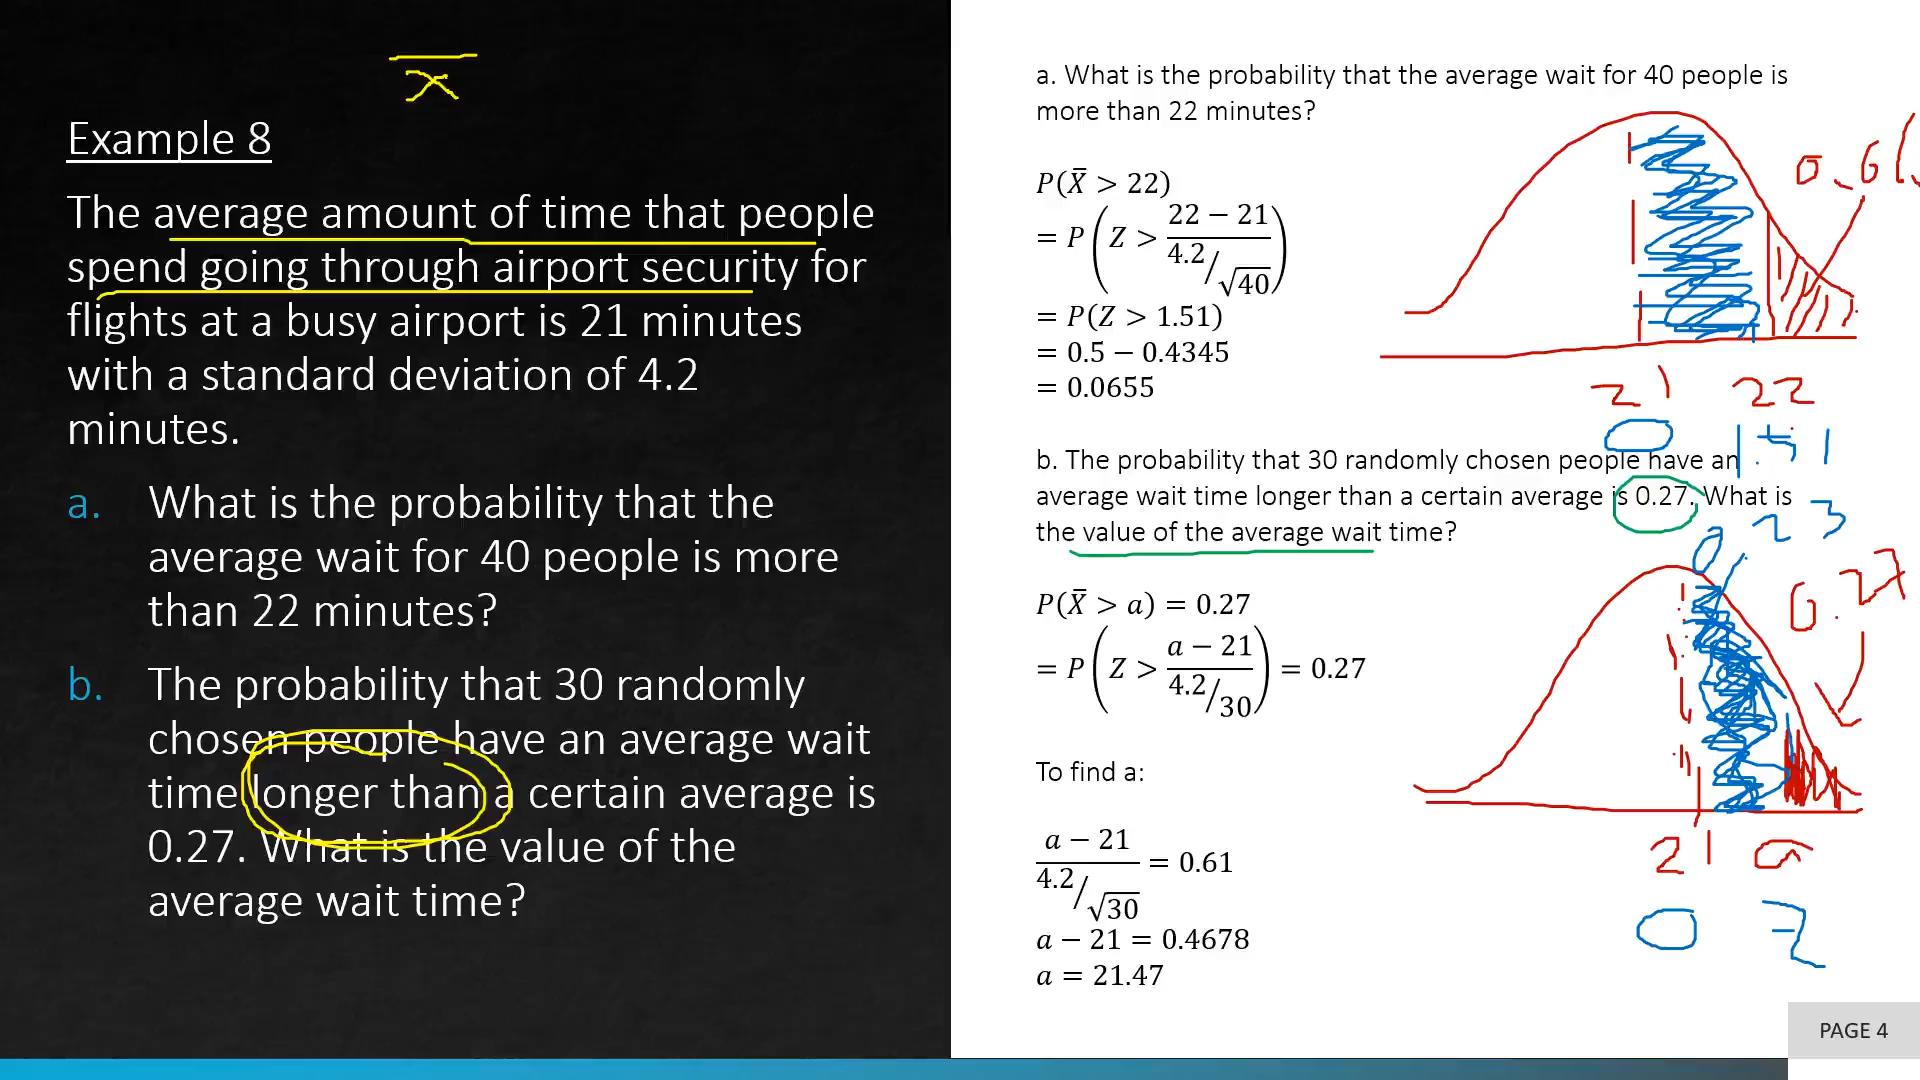 x̄
Example 8
The average amount of time that people
spend going through airport security for
flights at a busy airport is 21 minutes
with a standard deviation of 4.2
minutes.
a. What is the probability that the
average wait for 40 people is more
than 22 minutes?
b. The probability that 30 randomly
chosen people have an average wait
time longer than a certain average is
0.27. What is the value of the
average wait time?
a. What is the probability that the average wait for 40 people is
more than 22 minutes?
P(X̄ > 22)
= P(Z > (22 − 21)/(4.2/√40))
= P(Z > 1.51)
= 0.5 − 0.4345
= 0.0655
21 22
0 1.51
b. The probability that 30 randomly chosen people have an
average wait time longer than a certain average is 0.27. What is
the value of the average wait time?
0.23
0.27
P(X̄ > a) = 0.27
= P(Z > (a − 21)/(4.2/30)) = 0.27
To find a:
(a − 21)/(4.2/√30) = 0.61
a − 21 = 0.4678
a = 21.47
21 a
0 z
PAGE 4